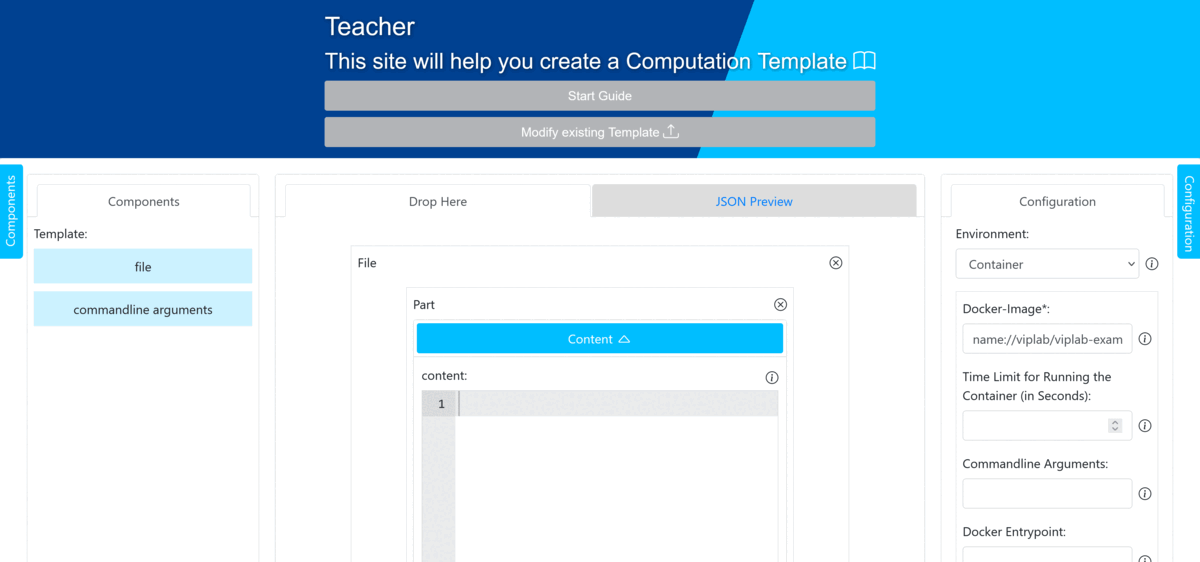 Teacher
This site will help you create a Computation Template
Start Guide
Modify existing Template
Components
Components
Template:
file
commandline arguments
Drop Here
JSON Preview
File
Part
Content
content:
1
Configuration
Environment:
Container
Docker-Image*:
name://viplab/viplab-exam
Time Limit for Running the
Container (in Seconds):
Commandline Arguments:
Docker Entrypoint:
Configuration